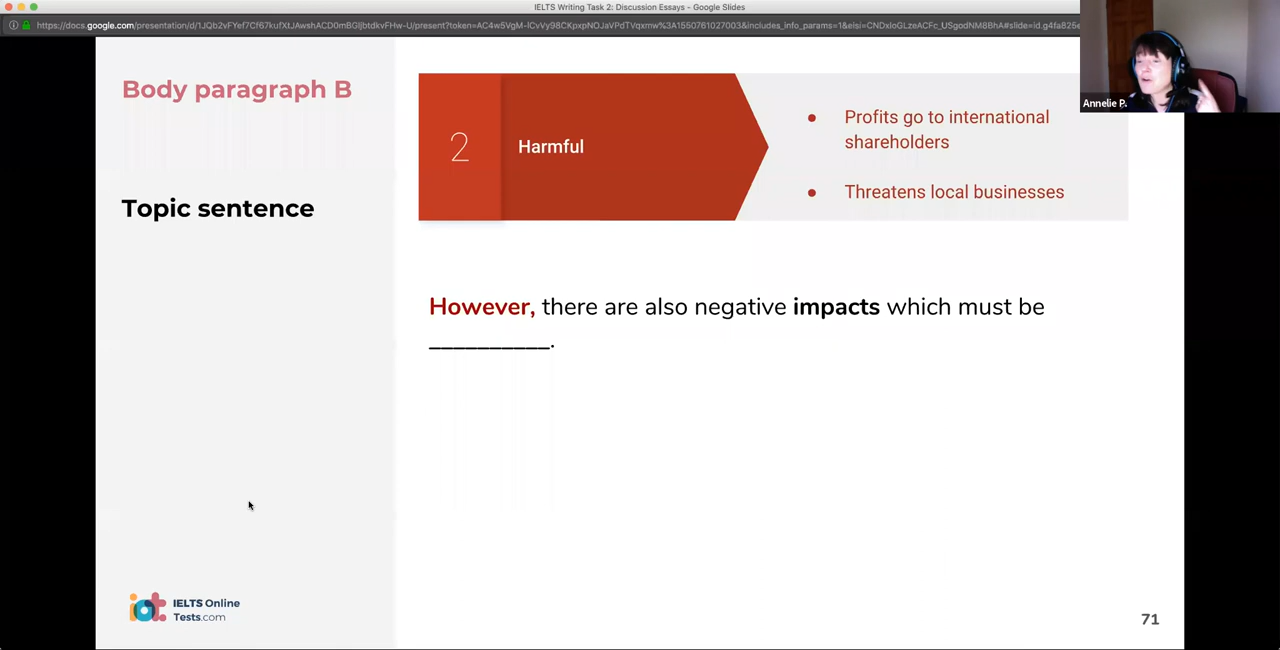 IELTS Writing Task 2: Discussion Essays - Google Slides
Body paragraph B
Topic sentence
2
Harmful
● Profits go to international
shareholders
● Threatens local businesses
However, there are also negative impacts which must be
__________.
Annelie P.
iot IELTS Online
Tests.com
71